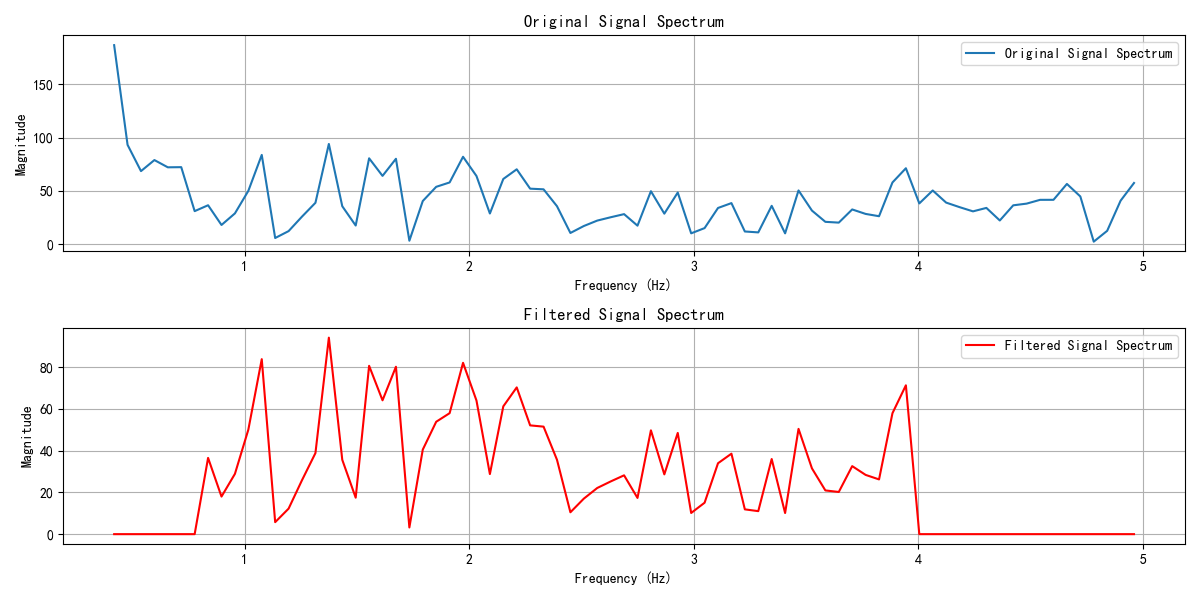 Original Signal Spectrum
Original Signal Spectrum
Magnitude
150
100
50
0
1 2 3 4 5
Frequency (Hz)
Filtered Signal Spectrum
Filtered Signal Spectrum
Magnitude
80
60
40
20
0
1 2 3 4 5
Frequency (Hz)